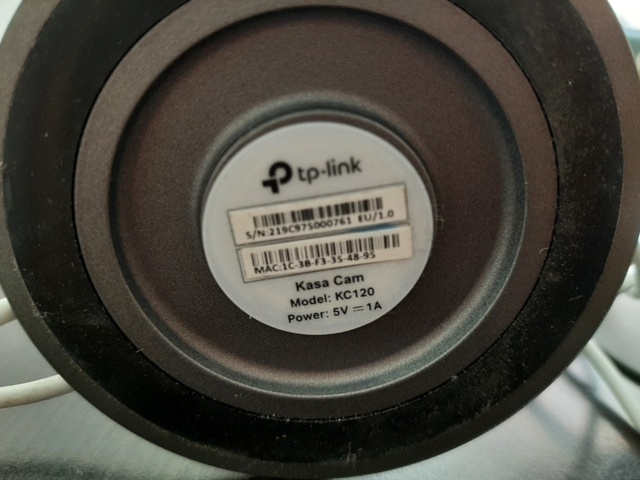 tp-link
S/N:219C975000761 EU/1.0
MAC:1C-3B-F3-35-48-95
Kasa Cam
Model: KC120
Power: 5V ⎓ 1A